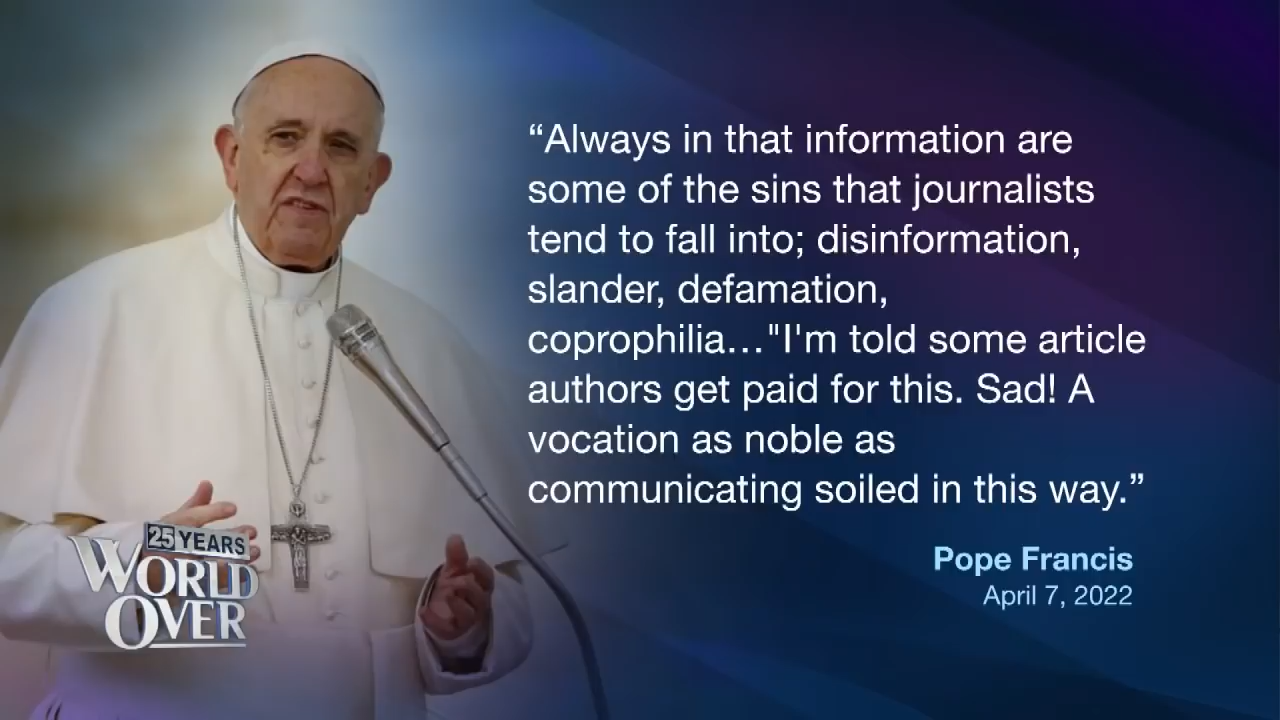 “Always in that information are
some of the sins that journalists
tend to fall into; disinformation,
slander, defamation,
coprophilia…"I'm told some article
authors get paid for this. Sad! A
vocation as noble as
communicating soiled in this way.”
Pope Francis
April 7, 2022
25 YEARS
WORLD
OVER